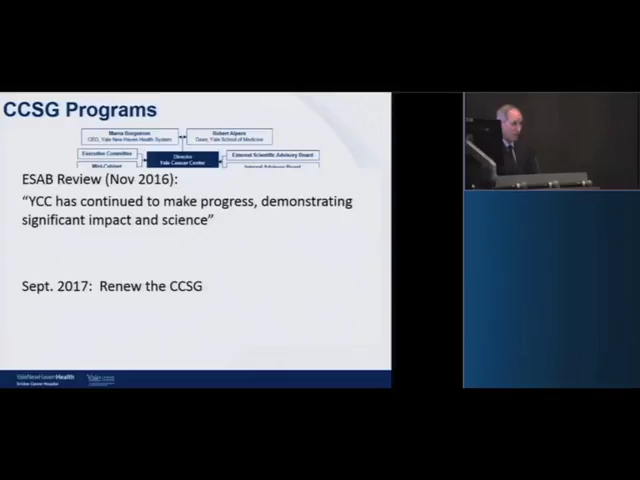 CCSG Programs
CEO, Yale New Haven Health System
Robert Alpern
Dean, Yale School of Medicine
Executive Committee
Director
Yale Cancer Center
External Scientific Advisory Board
ESAB Review (Nov 2016):
“YCC has continued to make progress, demonstrating
significant impact and science”
Sept. 2017: Renew the CCSG
YaleNewHavenHealth
Smilow Cancer Hospital
Yale